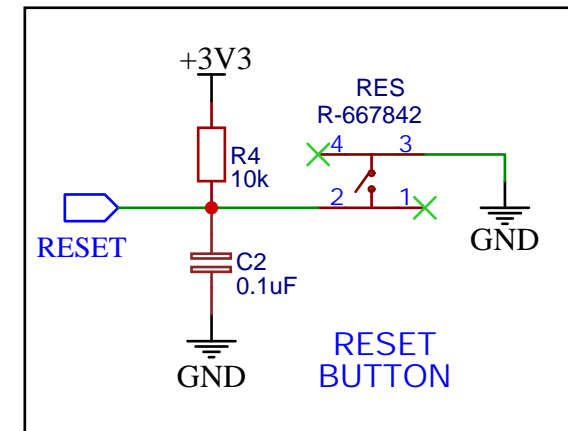 +3V3
RES
R-667842
4 3
R4
10k
2 1
RESET
GND
C2
0.1uF
GND
RESET
BUTTON